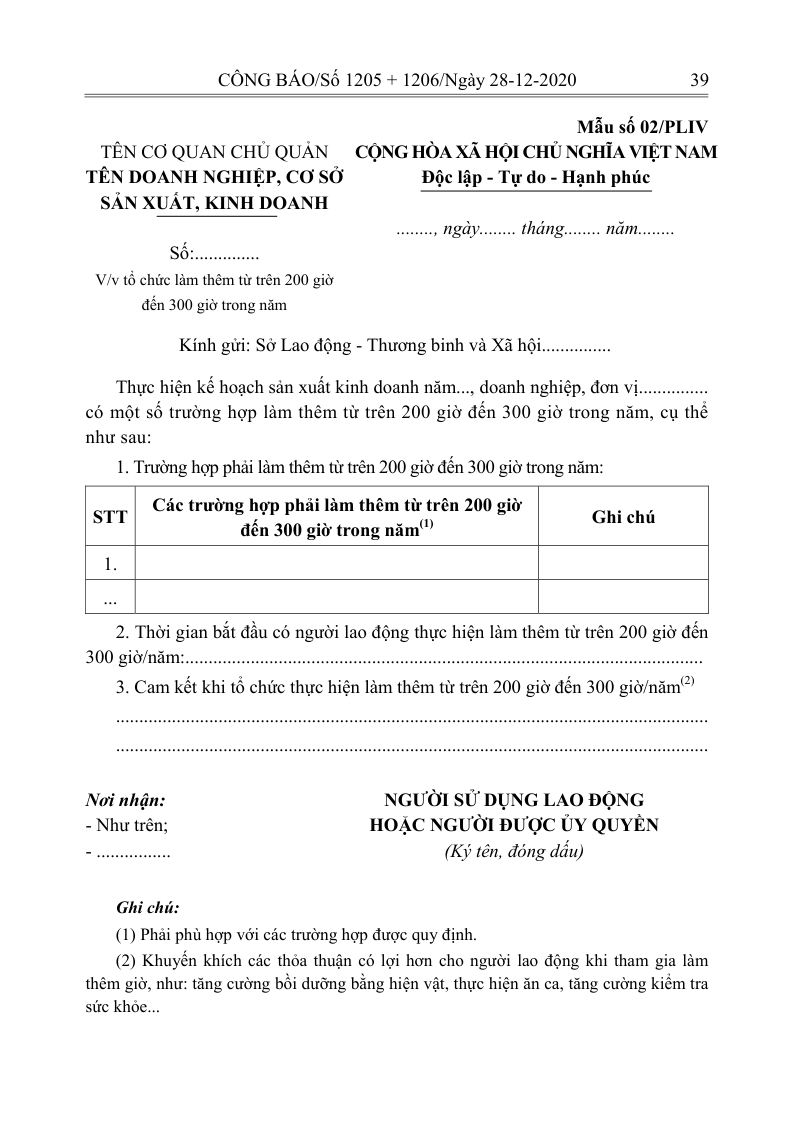 CÔNG BÁO/Số 1205 + 1206/Ngày 28-12-2020 39
Mẫu số 02/PLIV
TÊN CƠ QUAN CHỦ QUẢN
TÊN DOANH NGHIỆP, CƠ SỞ
SẢN XUẤT, KINH DOANH
CỘNG HÒA XÃ HỘI CHỦ NGHĨA VIỆT NAM
Độc lập - Tự do - Hạnh phúc
........, ngày........ tháng........ năm........
Số:..............
V/v tổ chức làm thêm từ trên 200 giờ
đến 300 giờ trong năm
Kính gửi: Sở Lao động - Thương binh và Xã hội...............
Thực hiện kế hoạch sản xuất kinh doanh năm..., doanh nghiệp, đơn vị...............
có một số trường hợp làm thêm từ trên 200 giờ đến 300 giờ trong năm, cụ thể
như sau:
1. Trường hợp phải làm thêm từ trên 200 giờ đến 300 giờ trong năm:
STT
Các trường hợp phải làm thêm từ trên 200 giờ
đến 300 giờ trong năm(1)
Ghi chú
1.
...
2. Thời gian bắt đầu có người lao động thực hiện làm thêm từ trên 200 giờ đến
300 giờ/năm:................................................................................................................
3. Cam kết khi tổ chức thực hiện làm thêm từ trên 200 giờ đến 300 giờ/năm(2)
................................................................................................................................
................................................................................................................................
Nơi nhận:
- Như trên;
- ................
NGƯỜI SỬ DỤNG LAO ĐỘNG
HOẶC NGƯỜI ĐƯỢC ỦY QUYỀN
(Ký tên, đóng dấu)
Ghi chú:
(1) Phải phù hợp với các trường hợp được quy định.
(2) Khuyến khích các thỏa thuận có lợi hơn cho người lao động khi tham gia làm
thêm giờ, như: tăng cường bồi dưỡng bằng hiện vật, thực hiện ăn ca, tăng cường kiểm tra
sức khỏe...